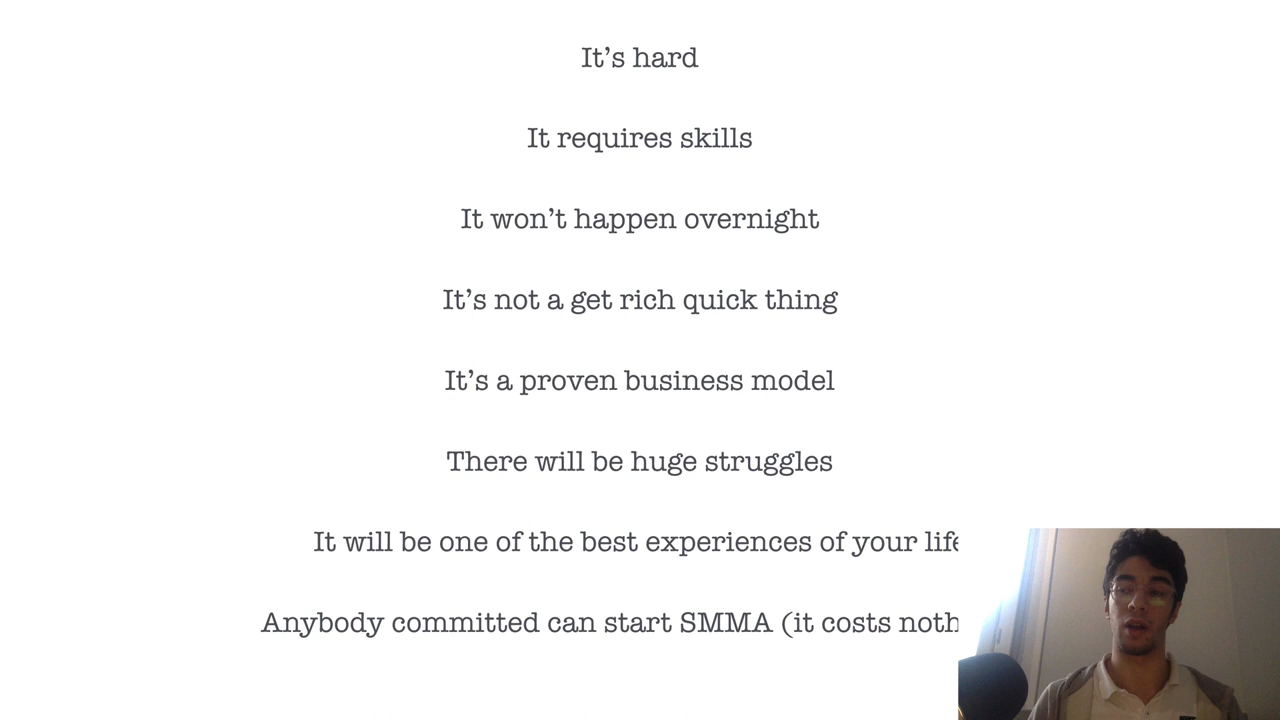 It’s hard
It requires skills
It won’t happen overnight
It’s not a get rich quick thing
It’s a proven business model
There will be huge struggles
It will be one of the best experiences of your life
Anybody committed can start SMMA (it costs noth